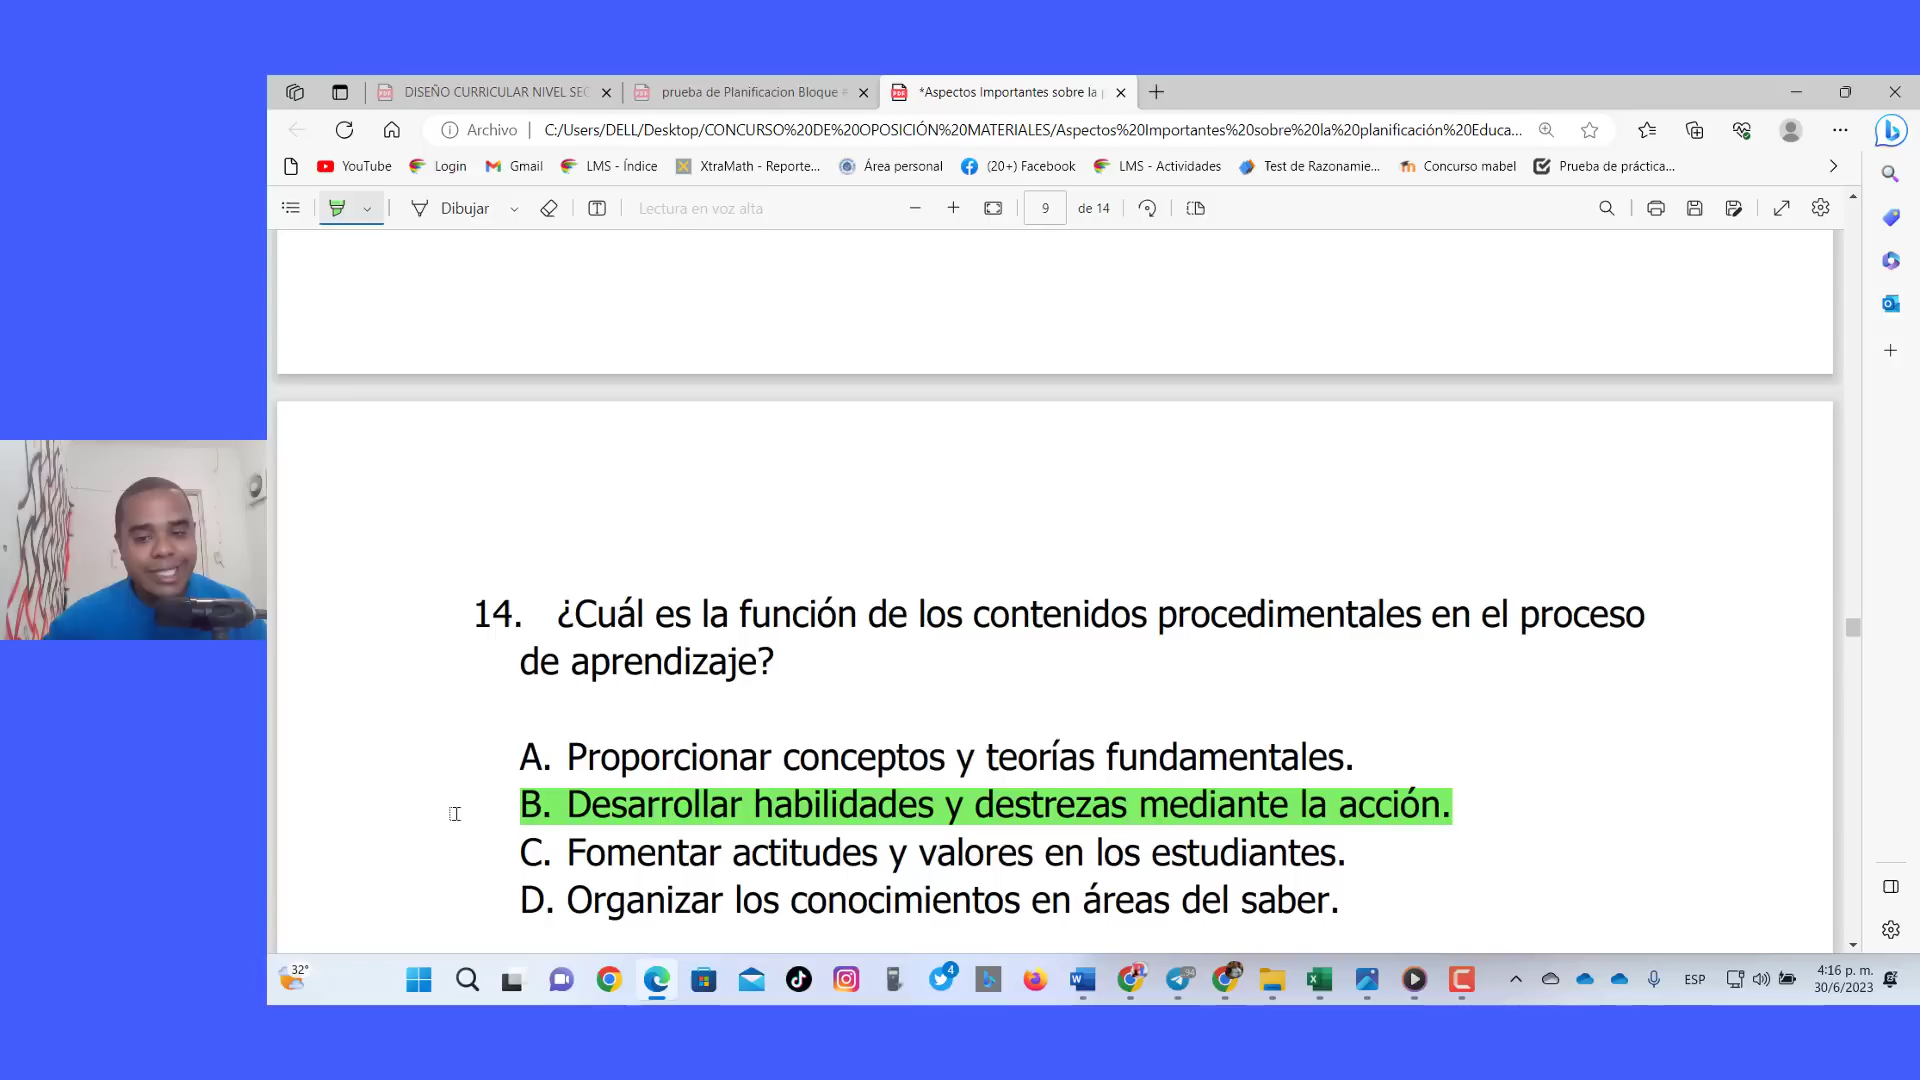 DISEÑO CURRICULAR NIVEL SEC
prueba de Planificacion Bloque #
*Aspectos Importantes sobre la
Archivo
C:/Users/DELL/Desktop/CONCURSO%20DE%20OPOSICIÓN%20MATERIALES/Aspectos%20Importantes%20sobre%20la%20planificación%20Educa...
YouTube
Login
Gmail
LMS - Índice
XtraMath - Reporte...
Área personal
(20+) Facebook
LMS - Actividades
Test de Razonamie...
Concurso mabel
Prueba de práctica...
Dibujar
Lectura en voz alta
9
de 14
14. ¿Cuál es la función de los contenidos procedimentales en el proceso
de aprendizaje?
A. Proporcionar conceptos y teorías fundamentales.
B. Desarrollar habilidades y destrezas mediante la acción.
C. Fomentar actitudes y valores en los estudiantes.
D. Organizar los conocimientos en áreas del saber.
32°
4
94
ESP
4:16 p. m.
30/6/2023